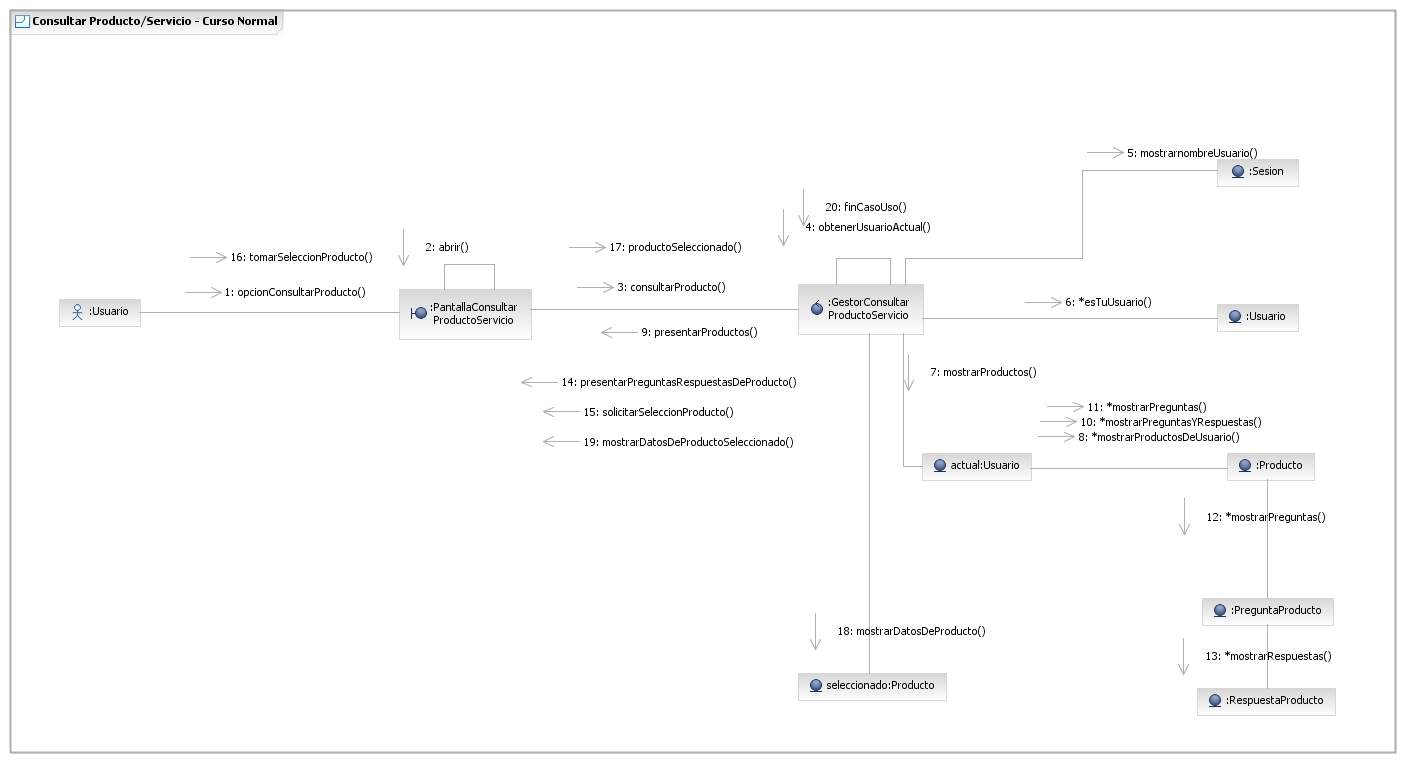 Consultar Producto/Servicio - Curso Normal
5: mostrarnombreUsuario()
:Sesion
20: finCasoUso()
4: obtenerUsuarioActual()
2: abrir()
17: productoSeleccionado()
16: tomarSeleccionProducto()
3: consultarProducto()
1: opcionConsultarProducto()
:Usuario
:PantallaConsultar
ProductoServicio
:GestorConsultar
ProductoServicio
6: *esTuUsuario()
:Usuario
9: presentarProductos()
7: mostrarProductos()
14: presentarPreguntasRespuestasDeProducto()
15: solicitarSeleccionProducto()
19: mostrarDatosDeProductoSeleccionado()
11: *mostrarPreguntas()
10: *mostrarPreguntasYRespuestas()
8: *mostrarProductosDeUsuario()
actual:Usuario
:Producto
12: *mostrarPreguntas()
:PreguntaProducto
18: mostrarDatosDeProducto()
13: *mostrarRespuestas()
seleccionado:Producto
:RespuestaProducto